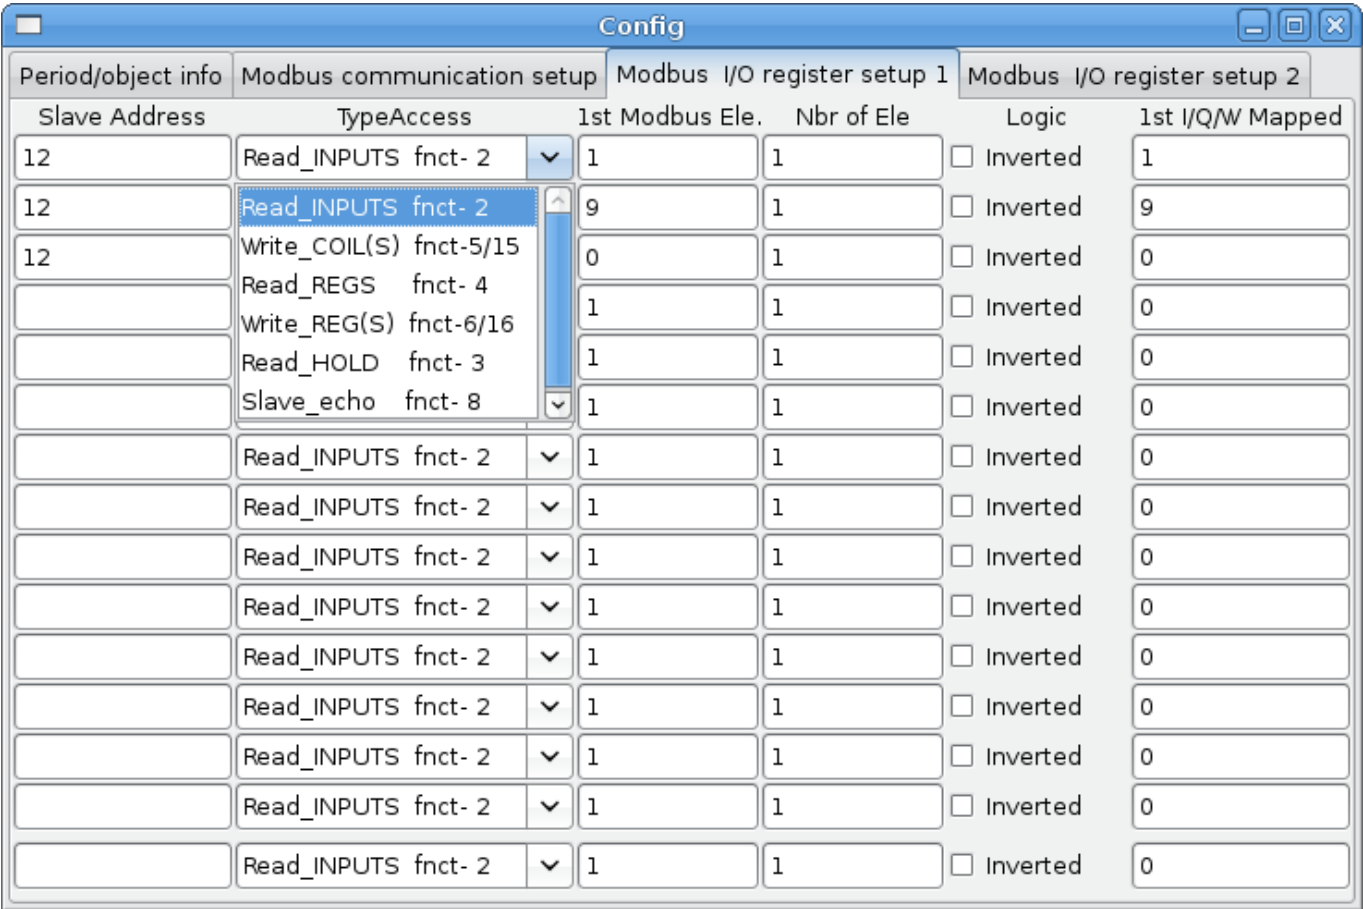 Config
Period/object info Modbus communication setup Modbus I/O register setup 1 Modbus I/O register setup 2
Slave Address TypeAccess 1st Modbus Ele. Nbr of Ele Logic 1st I/Q/W Mapped
12 Read_INPUTS fnct- 2 1 1 Inverted 1
12 Read_INPUTS fnct- 2 9 1 Inverted 9
Write_COIL(S) fnct-5/15
12 0 1 Inverted 0
Read_REGS fnct- 4
1 1 Inverted 0
Write_REG(S) fnct-6/16
Read_HOLD fnct- 3 1 1 Inverted 0
Slave_echo fnct- 8 1 1 Inverted 0
Read_INPUTS fnct- 2 1 1 Inverted 0
Read_INPUTS fnct- 2 1 1 Inverted 0
Read_INPUTS fnct- 2 1 1 Inverted 0
Read_INPUTS fnct- 2 1 1 Inverted 0
Read_INPUTS fnct- 2 1 1 Inverted 0
Read_INPUTS fnct- 2 1 1 Inverted 0
Read_INPUTS fnct- 2 1 1 Inverted 0
Read_INPUTS fnct- 2 1 1 Inverted 0
Read_INPUTS fnct- 2 1 1 Inverted 0